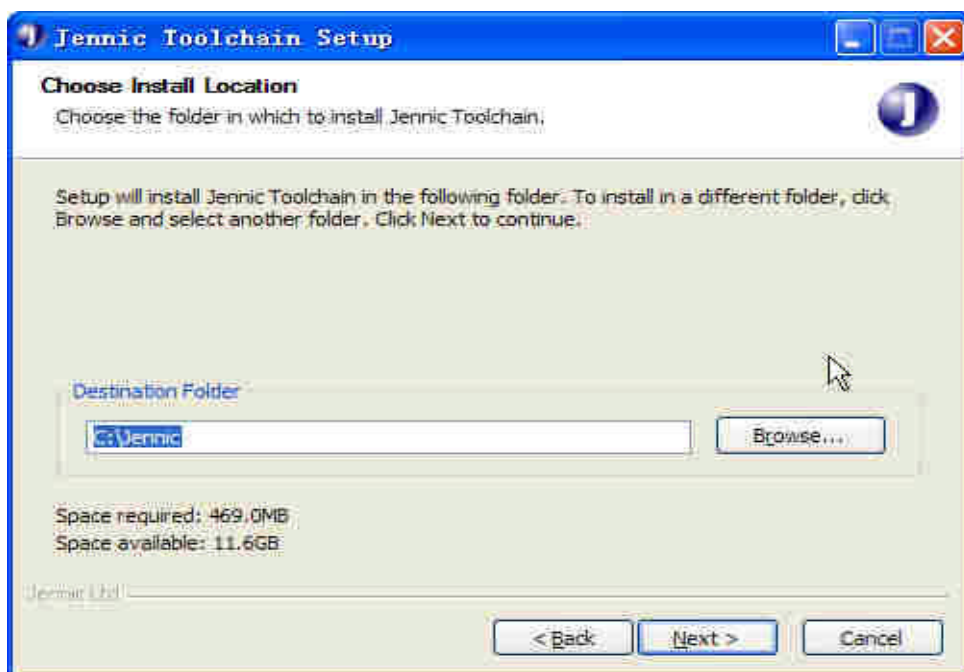 Jennic Toolchain Setup
Choose Install Location
Choose the folder in which to install Jennic Toolchain.
J
Setup will install Jennic Toolchain in the following folder. To install in a different folder, click
Browse and select another folder. Click Next to continue.
Destination Folder
C:\Jennic
Browse...
Space required: 469.0MB
Space available: 11.6GB
Jennic Ltd
< Back
Next >
Cancel